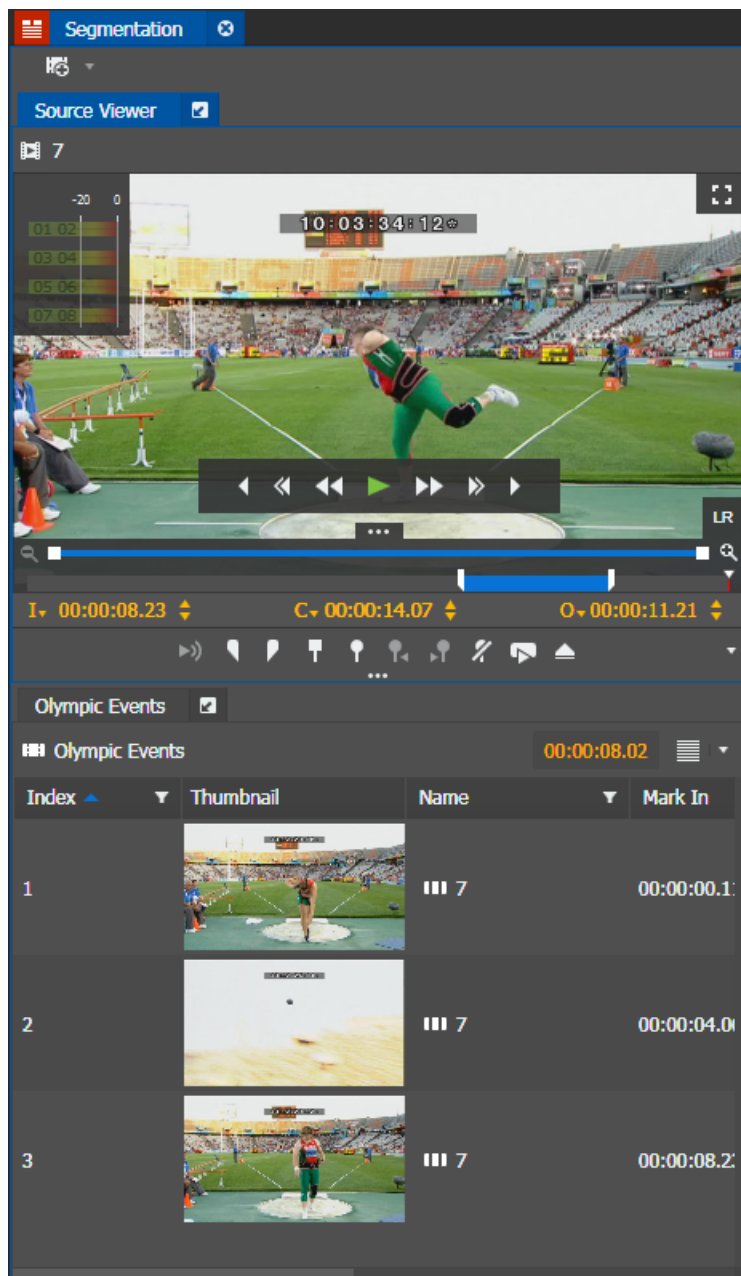 Segmentation
Source Viewer
7
-20 0
10:03:34:12*
01 02
03 04
05 06
07 08
LR
I 00:00:08.23 C 00:00:14.07 O 00:00:11.21
Olympic Events
Olympic Events 00:00:08.02
Index Thumbnail Name Mark In
1 7
2 7
3 7